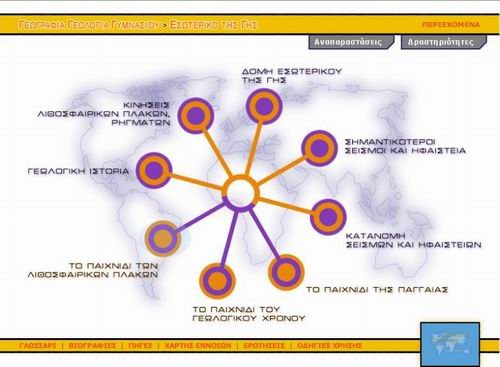 ΓΕΩΓΡΑΦΙΑ ΓΕΩΛΟΓΙΑ ΓΥΜΝΑΣΙΟΥ > ΕΣΩΤΕΡΙΚΟ ΤΗΣ ΓΗΣ
ΠΕΡΙΕΧΟΜΕΝΑ
Αναπαραστάσεις
Δραστηριότητες
ΔΟΜΗ ΕΣΩΤΕΡΙΚΟΥ
ΤΗΣ ΓΗΣ
ΚΙΝΗΣΕΙΣ
ΛΙΘΟΣΦΑΙΡΙΚΩΝ ΠΛΑΚΩΝ,
ΡΗΓΜΑΤΩΝ
ΣΗΜΑΝΤΙΚΟΤΕΡΟΙ
ΣΕΙΣΜΟΙ ΚΑΙ ΗΦΑΙΣΤΕΙΑ
ΓΕΩΛΟΓΙΚΗ ΙΣΤΟΡΙΑ
ΚΑΤΑΝΟΜΗ
ΣΕΙΣΜΩΝ ΚΑΙ ΗΦΑΙΣΤΕΙΩΝ
ΤΟ ΠΑΙΧΝΙΔΙ ΤΩΝ
ΛΙΘΟΣΦΑΙΡΙΚΩΝ ΠΛΑΚΩΝ
ΤΟ ΠΑΙΧΝΙΔΙ ΤΗΣ ΠΑΓΓΑΙΑΣ
ΤΟ ΠΑΙΧΝΙΔΙ ΤΟΥ
ΓΕΩΛΟΓΙΚΟΥ ΧΡΟΝΟΥ
ΓΛΩΣΣΑΡΙ | ΒΙΟΓΡΑΦΙΕΣ | ΠΗΓΕΣ | ΧΑΡΤΗΣ ΕΝΝΟΙΩΝ | ΕΡΩΤΗΣΕΙΣ | ΟΔΗΓΙΕΣ ΧΡΗΣΗΣ